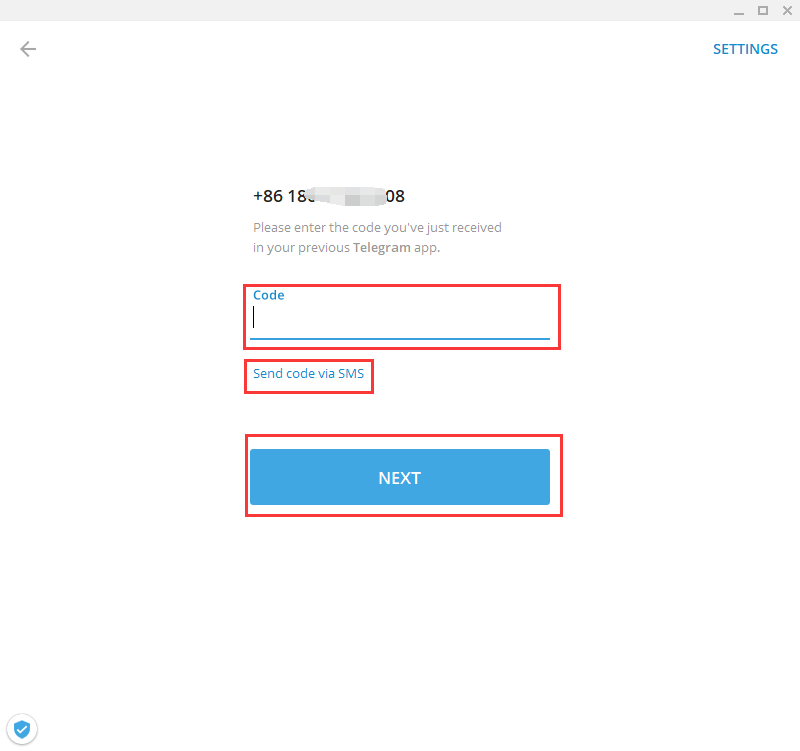 SETTINGS
+86 18 08
Please enter the code you've just received
in your previous Telegram app.
Code
Send code via SMS
NEXT